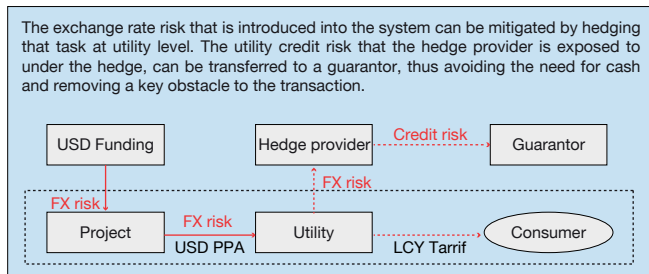 The exchange rate risk that is introduced into the system can be mitigated by hedging
that task at utility level. The utility credit risk that the hedge provider is exposed to
under the hedge, can be transferred to a guarantor, thus avoiding the need for cash
and removing a key obstacle to the transaction.
USD Funding
Hedge provider
Credit risk
Guarantor
FX risk
FX risk
Project
FX risk
USD PPA
Utility
LCY Tarrif
Consumer